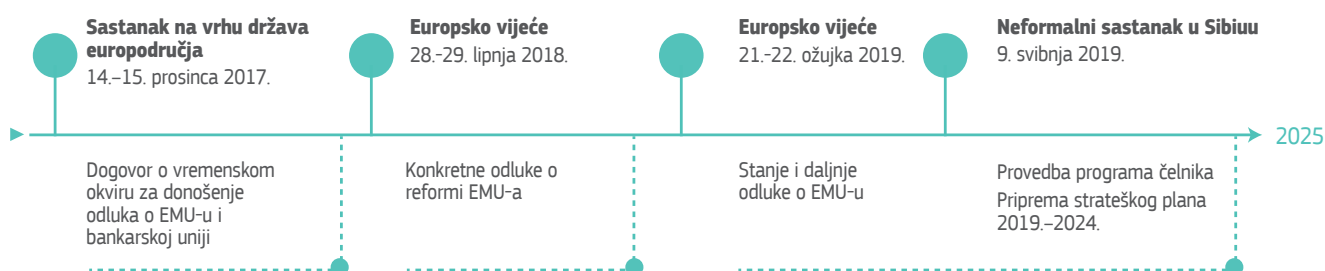 Sastanak na vrhu država
europodručja
14.–15. prosinca 2017.
Dogovor o vremenskom
okviru za donošenje
odluka o EMU-u i
bankarskoj uniji
Europsko vijeće
28.-29. lipnja 2018.
Konkretne odluke o
reformi EMU-a
Europsko vijeće
21.-22. ožujka 2019.
Stanje i daljnje
odluke o EMU-u
Neformalni sastanak u Sibiuu
9. svibnja 2019.
Provedba programa čelnika
Priprema strateškog plana
2019.–2024.
2025